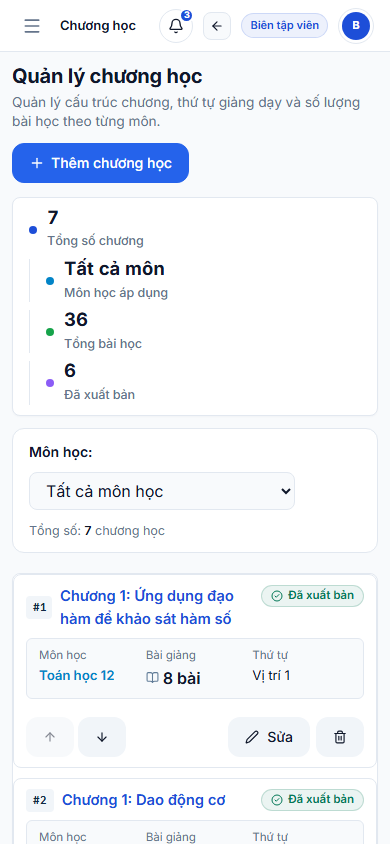 Chương học
3
Biên tập viên
B
Quản lý chương học
Quản lý cấu trúc chương, thứ tự giảng dạy và số lượng
bài học theo từng môn.
Thêm chương học
7
Tổng số chương
Tất cả môn
Môn học áp dụng
36
Tổng bài học
6
Đã xuất bản
Môn học:
Tất cả môn học
Tổng số: 7 chương học
#1
Chương 1: Ứng dụng đạo
hàm để khảo sát hàm số
Đã xuất bản
Môn học
Bài giảng
Thứ tự
Toán học 12
8 bài
Vị trí 1
Sửa
#2
Chương 1: Dao động cơ
Đã xuất bản
Môn học
Bài giảng
Thứ tự